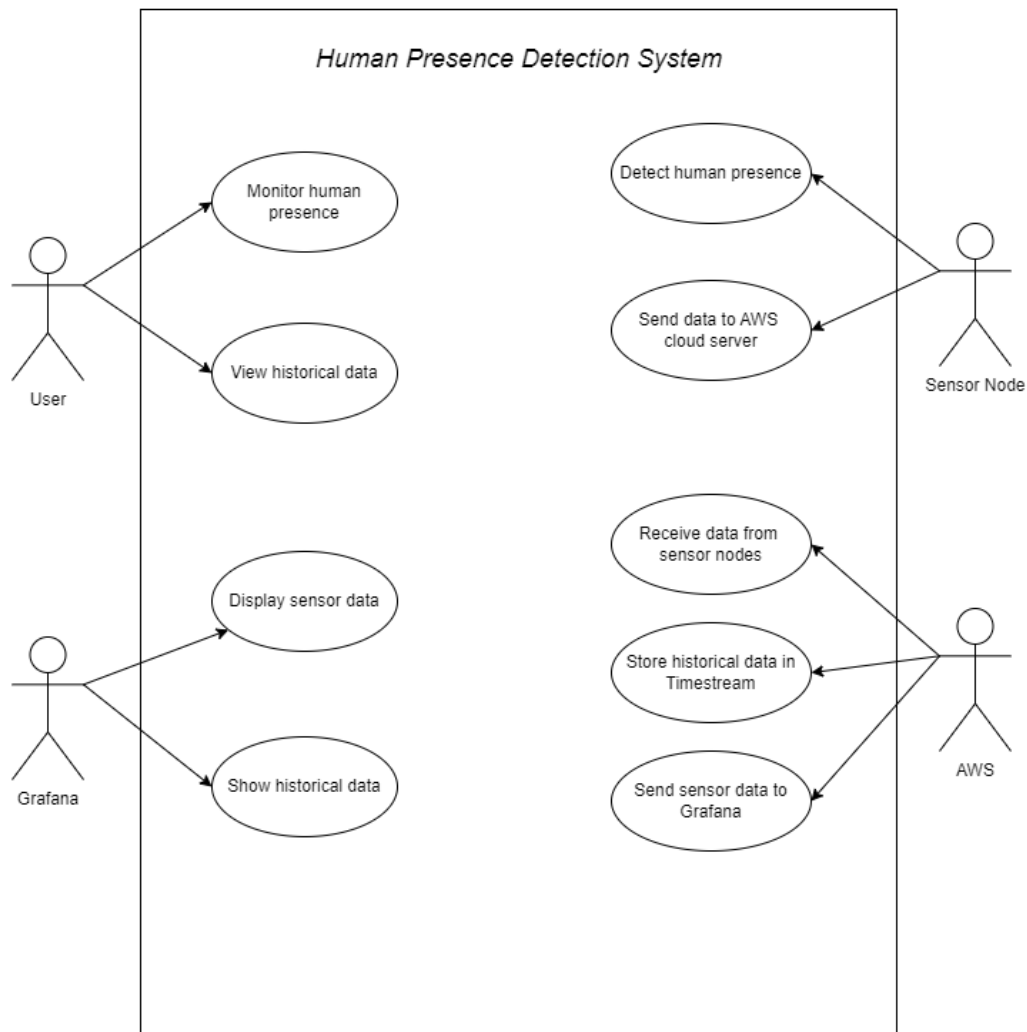 Human Presence Detection System
Monitor human
presence
View historical data
User
Detect human presence
Send data to AWS
cloud server
Sensor Node
Display sensor data
Show historical data
Grafana
Receive data from
sensor nodes
Store historical data in
Timestream
Send sensor data to
Grafana
AWS